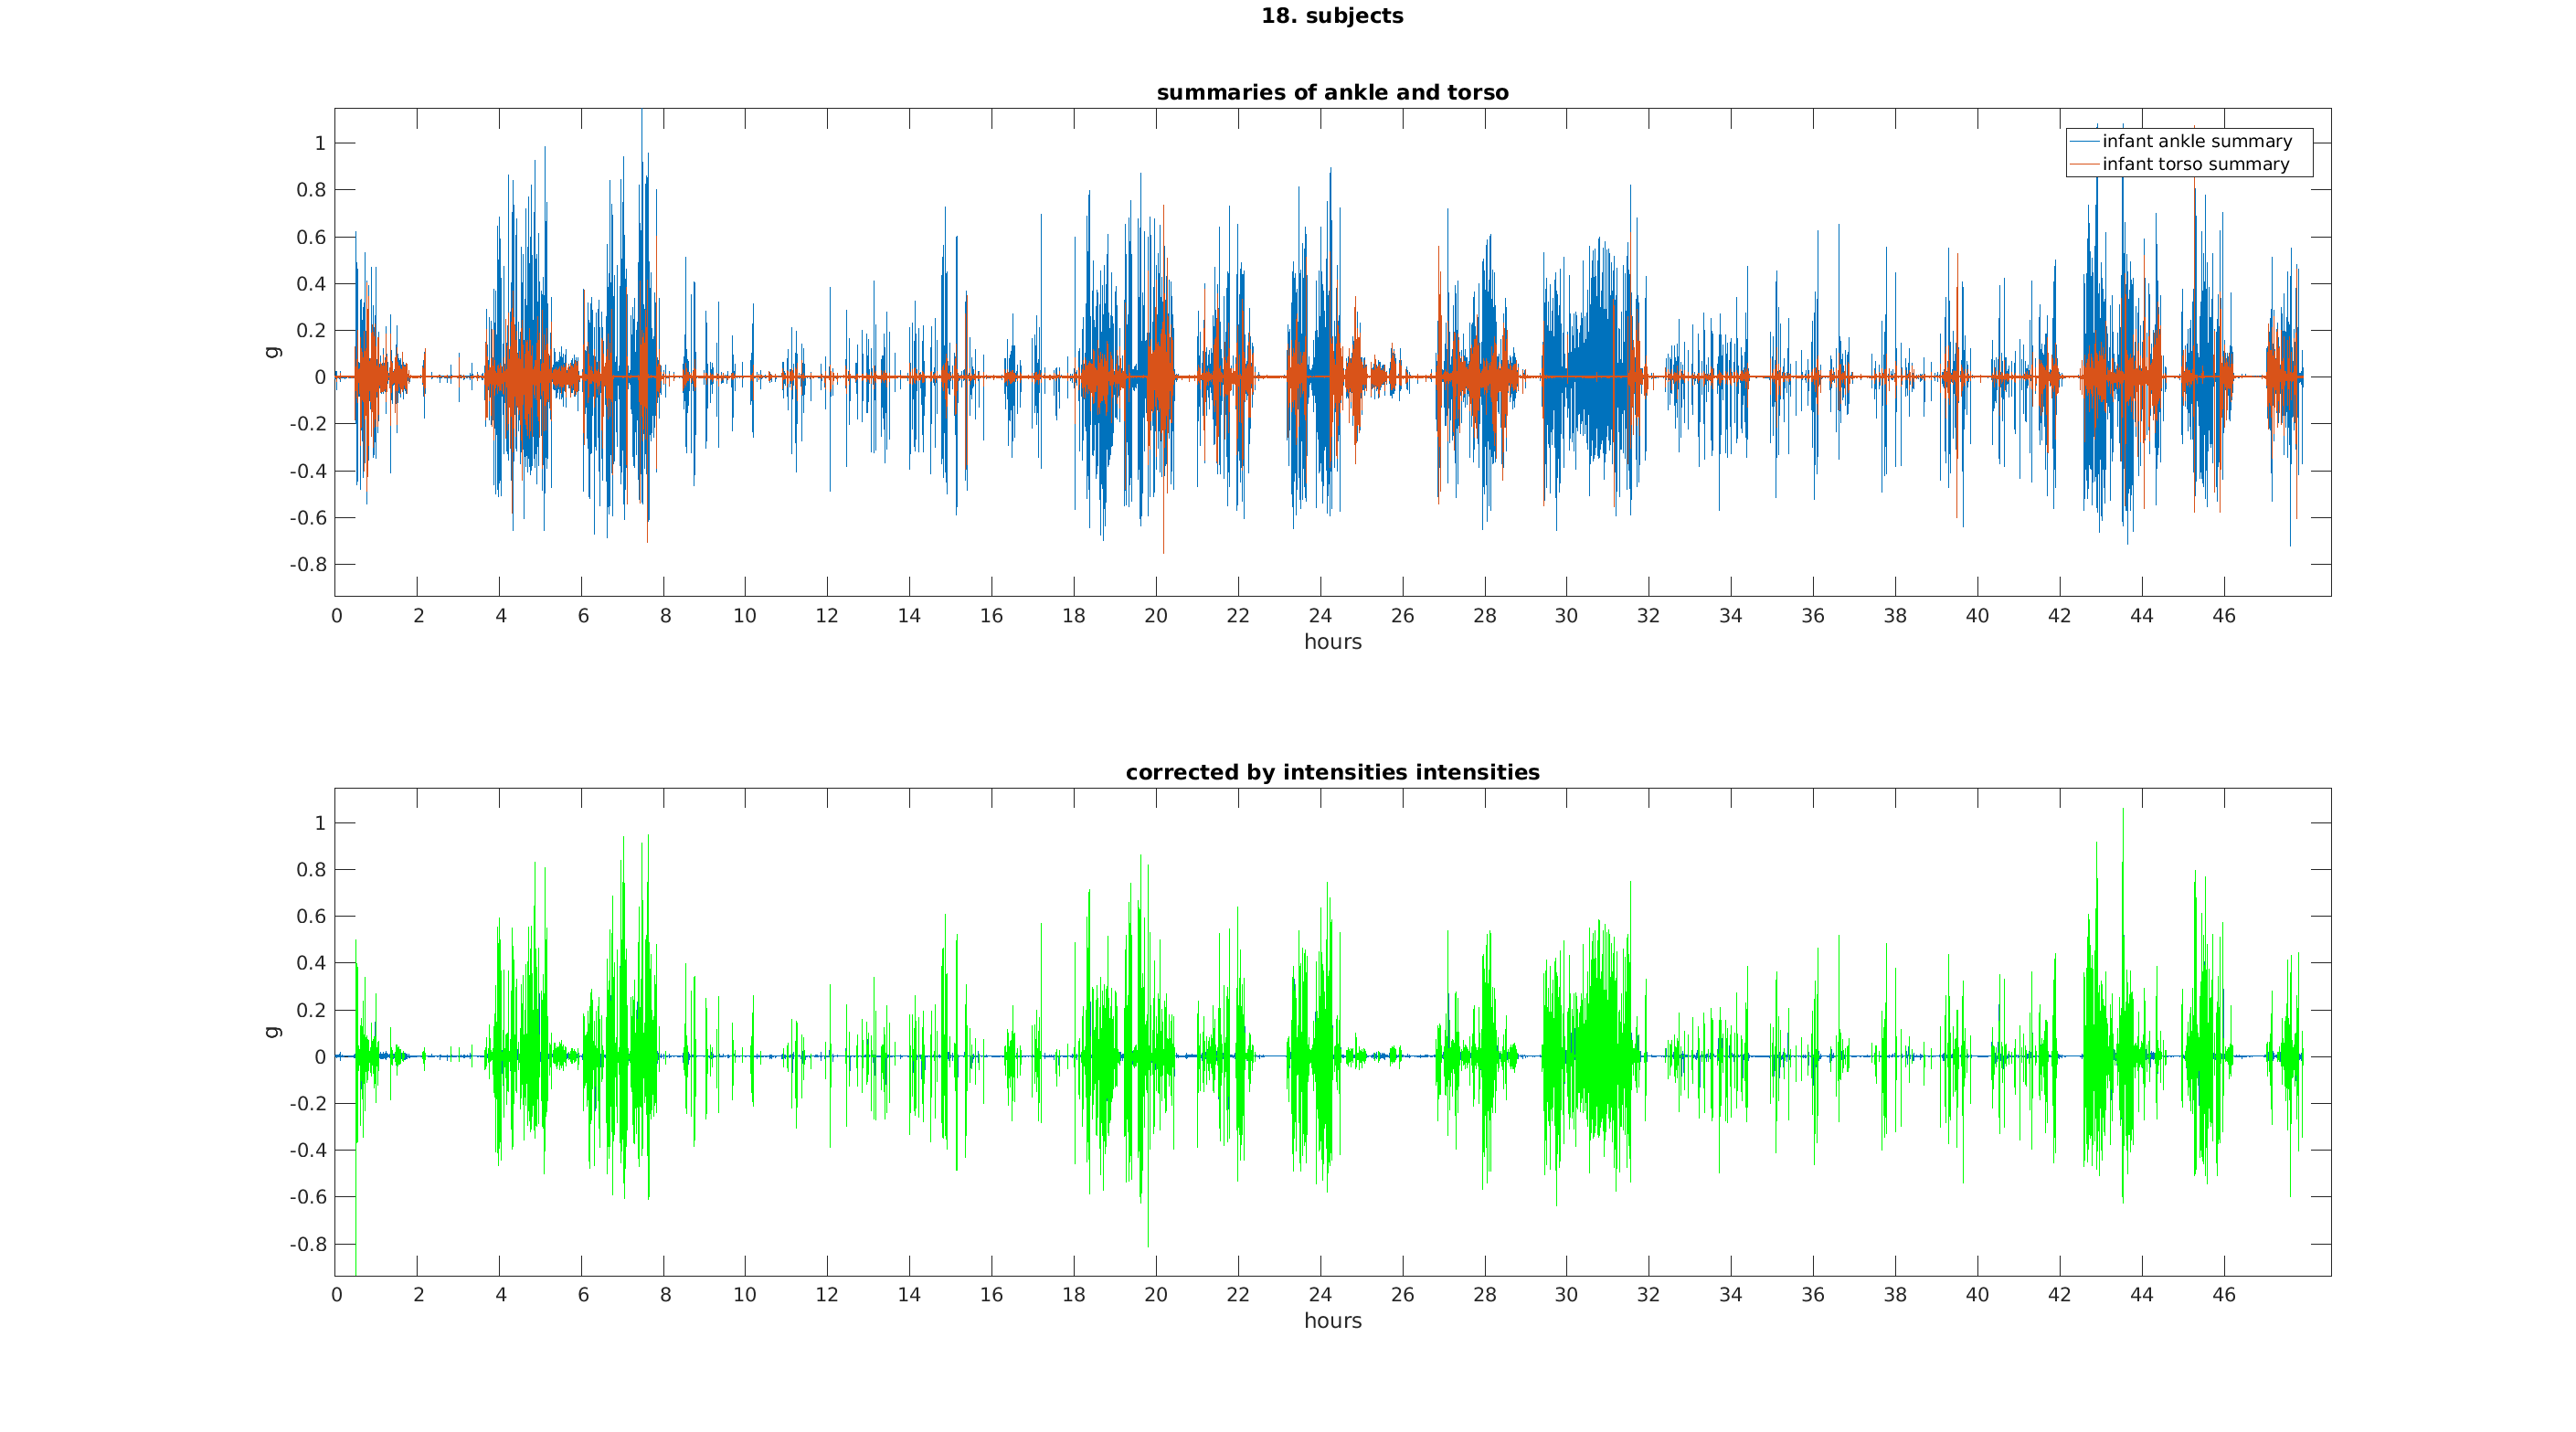 18. subjects
summaries of ankle and torso
infant ankle summary
infant torso summary
1
0.8
0.6
0.4
0.2
0
-0.2
-0.4
-0.6
-0.8
g
0 2 4 6 8 10 12 14 16 18 20 22 24 26 28 30 32 34 36 38 40 42 44 46
hours
corrected by intensities intensities
1
0.8
0.6
0.4
0.2
0
-0.2
-0.4
-0.6
-0.8
g
0 2 4 6 8 10 12 14 16 18 20 22 24 26 28 30 32 34 36 38 40 42 44 46
hours